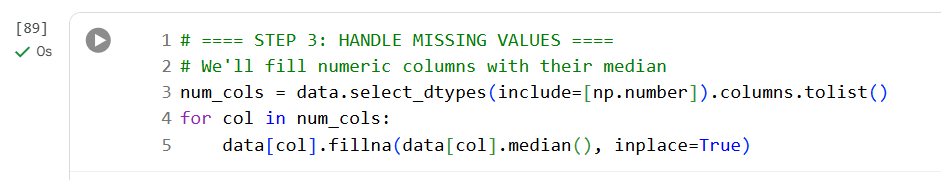 [89]
0s
1 # ==== STEP 3: HANDLE MISSING VALUES ====
2 # We'll fill numeric columns with their median
3 num_cols = data.select_dtypes(include=[np.number]).columns.tolist()
4 for col in num_cols:
5     data[col].fillna(data[col].median(), inplace=True)